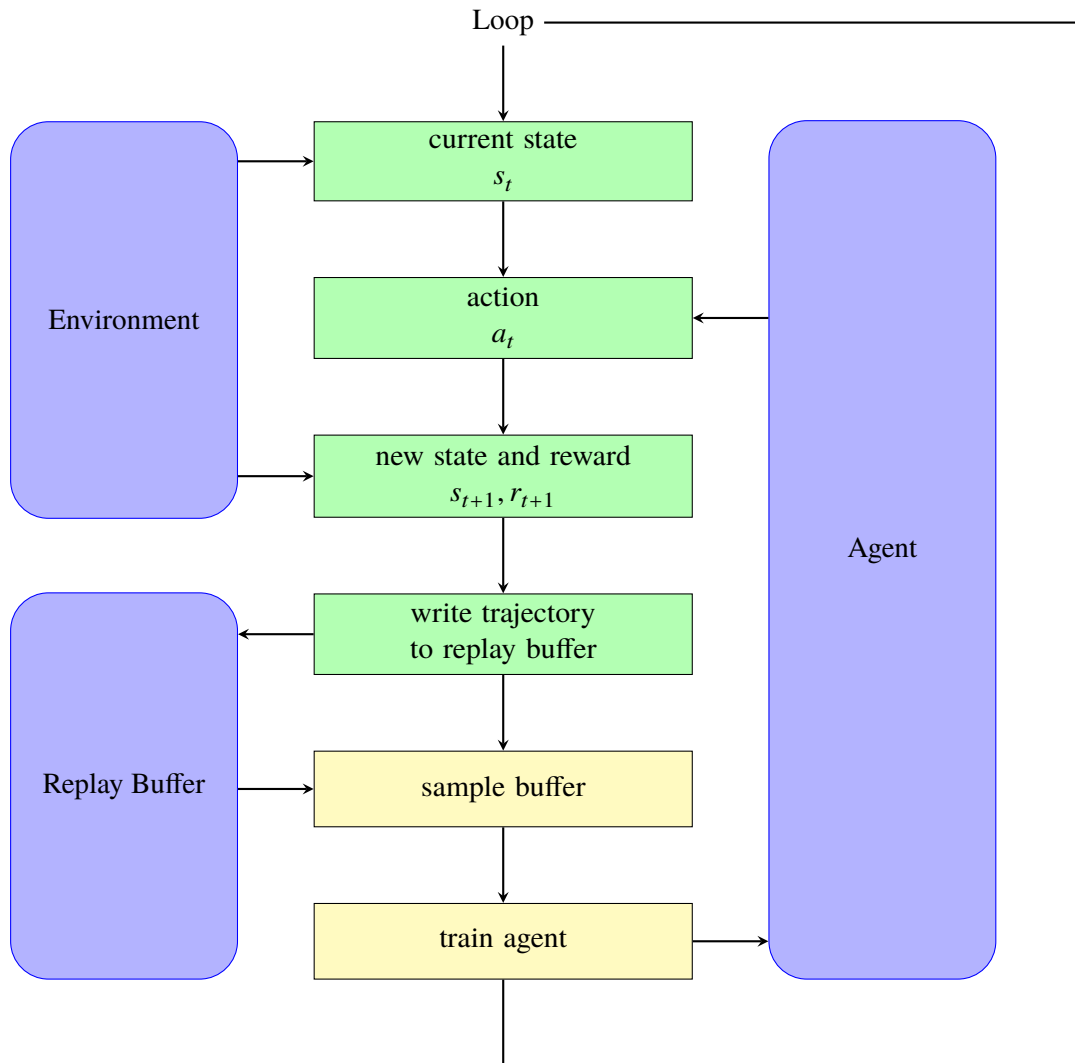 Loop
current state
s_t
action
a_t
Environment
new state and reward
s_{t+1}, r_{t+1}
Agent
write trajectory
to replay buffer
Replay Buffer
sample buffer
train agent